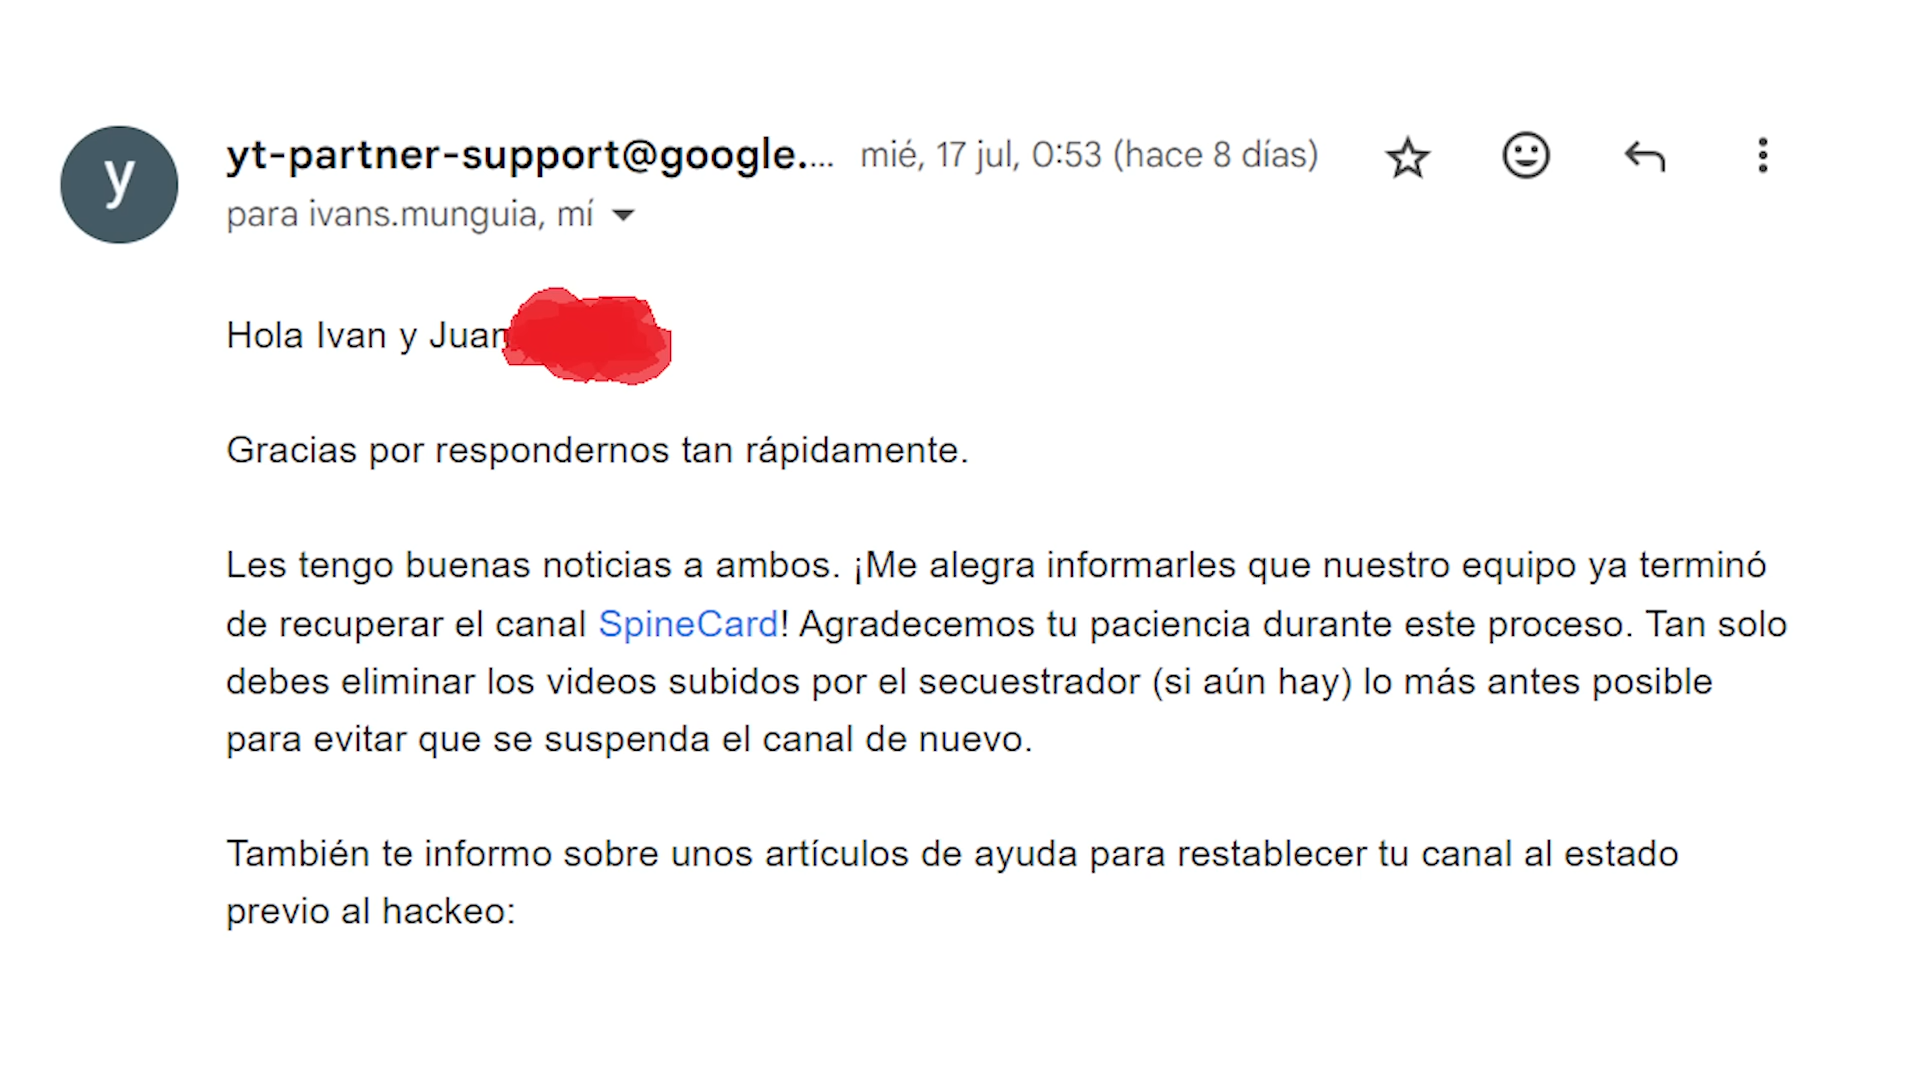 y
yt-partner-support@google.... mié, 17 jul, 0:53 (hace 8 días)
para ivans.munguia, mí
Hola Ivan y Juan
Gracias por respondernos tan rápidamente.
Les tengo buenas noticias a ambos. ¡Me alegra informarles que nuestro equipo ya terminó
de recuperar el canal SpineCard! Agradecemos tu paciencia durante este proceso. Tan solo
debes eliminar los videos subidos por el secuestrador (si aún hay) lo más antes posible
para evitar que se suspenda el canal de nuevo.
También te informo sobre unos artículos de ayuda para restablecer tu canal al estado
previo al hackeo: